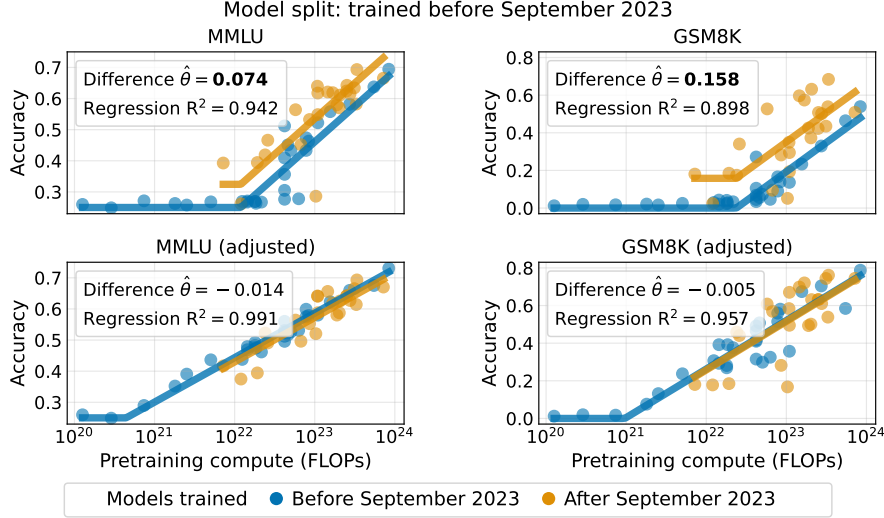 Model split: trained before September 2023
MMLU
GSM8K
Accuracy
0.7
0.6
0.5
0.4
0.3
Difference θ̂ = 0.074
Regression R² = 0.942
Accuracy
0.8
0.6
0.4
0.2
0.0
Difference θ̂ = 0.158
Regression R² = 0.898
MMLU (adjusted)
GSM8K (adjusted)
Accuracy
0.7
0.6
0.5
0.4
0.3
Difference θ̂ = −0.014
Regression R² = 0.991
10²⁰ 10²¹ 10²² 10²³ 10²⁴
Pretraining compute (FLOPs)
Accuracy
0.8
0.6
0.4
0.2
0.0
Difference θ̂ = −0.005
Regression R² = 0.957
10²⁰ 10²¹ 10²² 10²³ 10²⁴
Pretraining compute (FLOPs)
Models trained Before September 2023 After September 2023